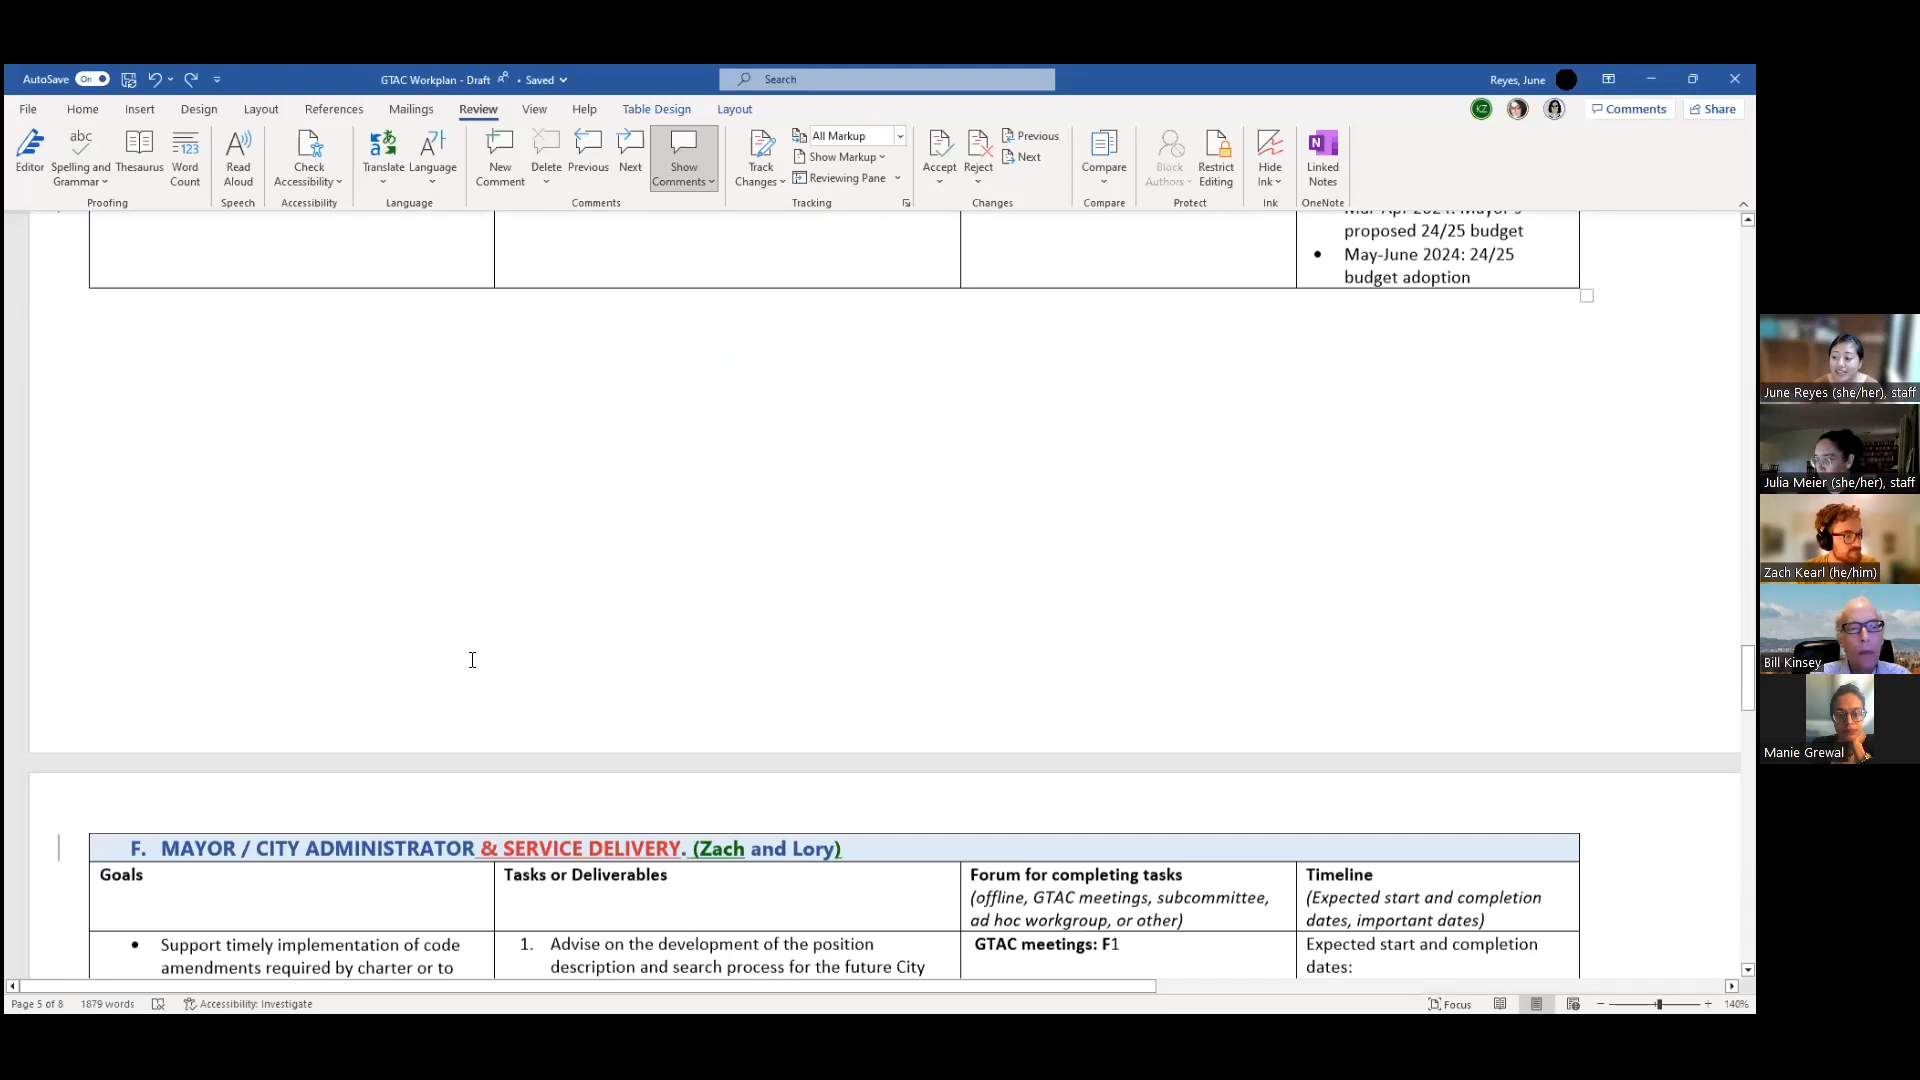 AutoSave On GTAC Workplan - Draft • Saved Search Reyes, June
File Home Insert Design Layout References Mailings Review View Help Table Design Layout KZ Comments Share
Editor
Spelling and Grammar
Thesaurus
Word Count
Read Aloud
Check Accessibility
Translate
Language
New Comment
Delete
Previous
Next
Show Comments
Track Changes
All Markup
Show Markup
Reviewing Pane
Accept
Reject
Previous
Next
Compare
Block Authors
Restrict Editing
Hide Ink
Linked Notes
Proofing Speech Accessibility Language Comments Tracking Changes Compare Protect Ink OneNote
Mar-Apr 2024: Mayor's
proposed 24/25 budget
• May-June 2024: 24/25
budget adoption
F. MAYOR / CITY ADMINISTRATOR & SERVICE DELIVERY. (Zach and Lory)
Goals
Tasks or Deliverables
Forum for completing tasks
(offline, GTAC meetings, subcommittee,
ad hoc workgroup, or other)
Timeline
(Expected start and completion
dates, important dates)
• Support timely implementation of code
amendments required by charter or to
1. Advise on the development of the position
description and search process for the future City
GTAC meetings: F1
Expected start and completion
dates:
Page 5 of 8 1879 words Accessibility: Investigate Focus 140%
June Reyes (she/her), staff
Julia Meier (she/her), staff
Zach Kearl (he/him)
Bill Kinsey
Manie Grewal